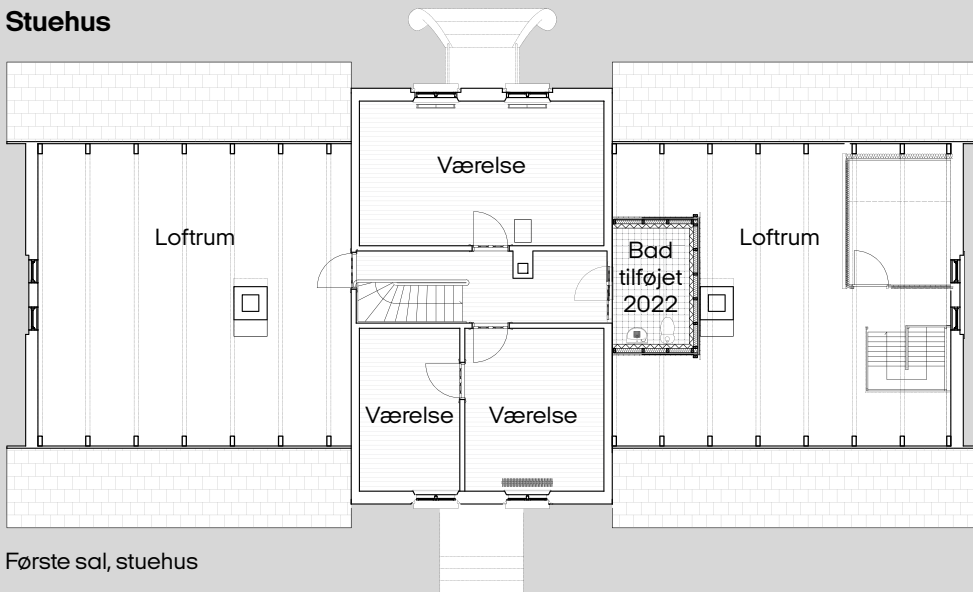 Stuehus
Værelse
Loftrum
Bad
tilføjet
2022
Loftrum
Værelse
Værelse
Første sal, stuehus